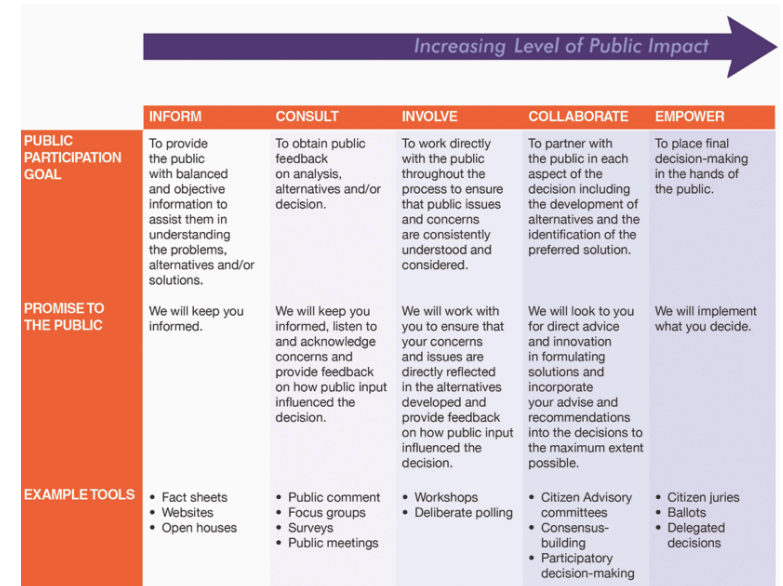 Increasing Level of Public Impact
INFORM
CONSULT
INVOLVE
COLLABORATE
EMPOWER
PUBLIC
PARTICIPATION
GOAL
To provide
the public
with balanced
and objective
information to
assist them in
understanding
the problems,
alternatives and/or
solutions.
To obtain public
feedback
on analysis,
alternatives and/or
decision.
To work directly
with the public
throughout the
process to ensure
that public issues
and concerns
are consistently
understood and
considered.
To partner with
the public in each
aspect of the
decision including
the development of
alternatives and the
identification of the
preferred solution.
To place final
decision-making
in the hands of
the public.
PROMISE TO
THE PUBLIC
We will keep you
informed.
We will keep you
informed, listen to
and acknowledge
concerns and
provide feedback
on how public input
influenced the
decision.
We will work with
you to ensure that
your concerns
and issues are
directly reflected
in the alternatives
developed and
provide feedback
on how public input
influenced the
decision.
We will look to you
for direct advice
and innovation
in formulating
solutions and
incorporate
your advise and
recommendations
into the decisions to
the maximum extent
possible.
We will implement
what you decide.
EXAMPLE TOOLS
• Fact sheets
• Websites
• Open houses
• Public comment
• Focus groups
• Surveys
• Public meetings
• Workshops
• Deliberate polling
• Citizen Advisory
committees
• Consensus-
building
• Participatory
decision-making
• Citizen juries
• Ballots
• Delegated
decisions